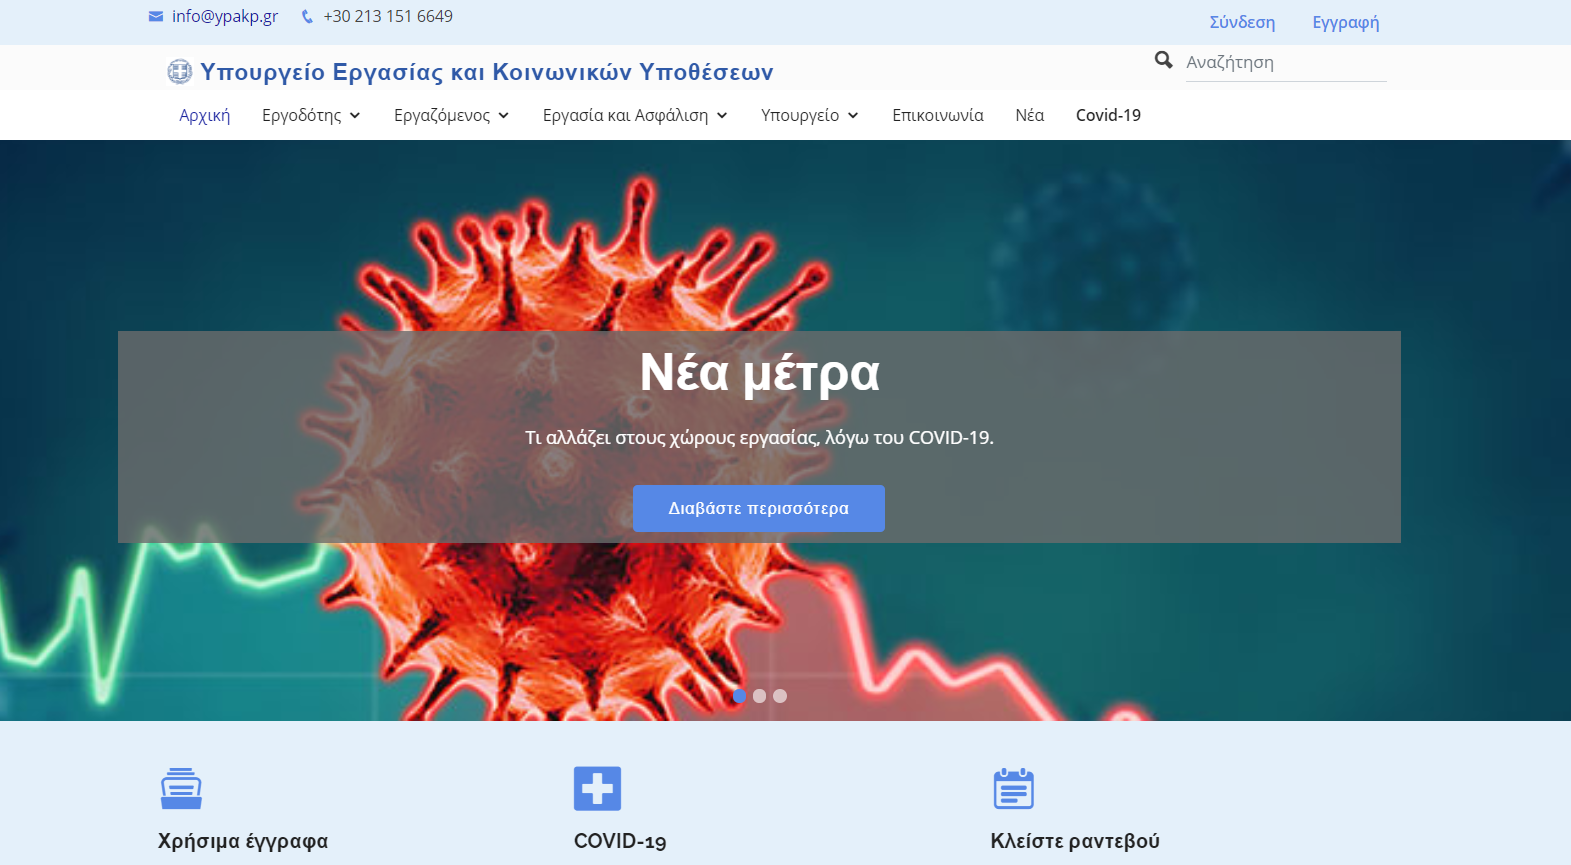 info@ypakp.gr +30 213 151 6649
Σύνδεση Εγγραφή
Υπουργείο Εργασίας και Κοινωνικών Υποθέσεων
Αναζήτηση
Αρχική Εργοδότης Εργαζόμενος Εργασία και Ασφάλιση Υπουργείο Επικοινωνία Νέα Covid-19
Νέα μέτρα
Τι αλλάζει στους χώρους εργασίας, λόγω του COVID-19.
Διαβάστε περισσότερα
Χρήσιμα έγγραφα COVID-19 Κλείστε ραντεβού